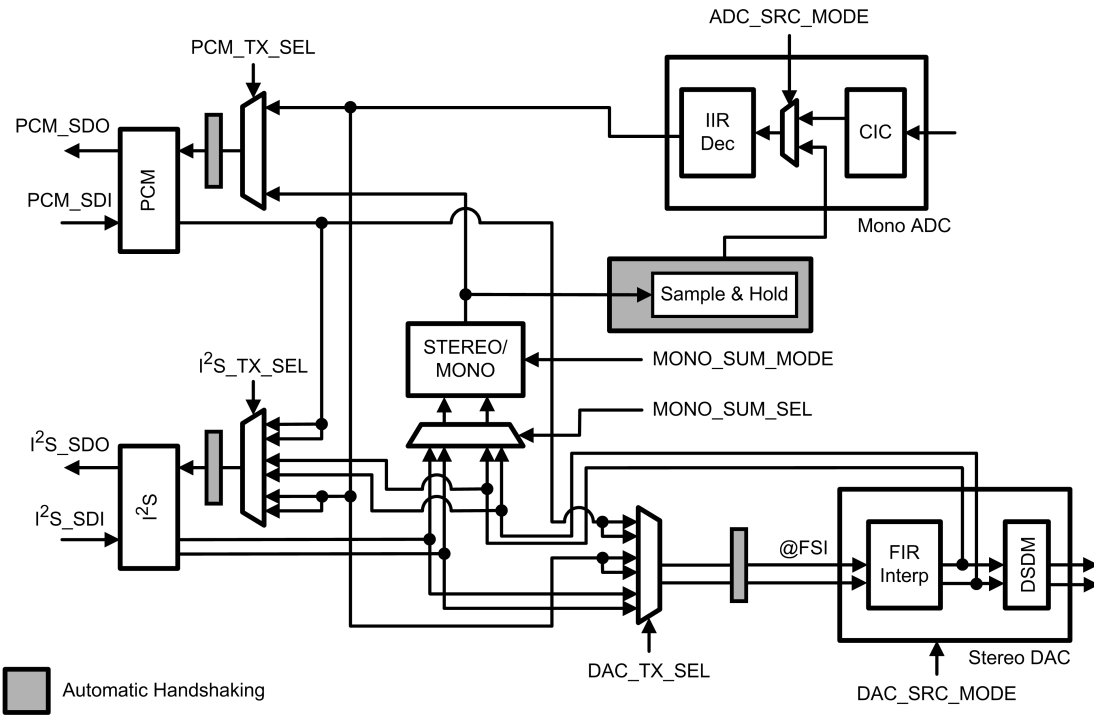 ADC_SRC_MODE
PCM_TX_SEL
PCM_SDO
PCM_SDI
PCM
IIR
Dec
CIC
Mono ADC
Sample & Hold
STEREO/
MONO
MONO_SUM_MODE
MONO_SUM_SEL
I²S_TX_SEL
I²S_SDO
I²S_SDI
I²S
@FSI
FIR
Interp
DSDM
Stereo DAC
DAC_TX_SEL
DAC_SRC_MODE
Automatic Handshaking